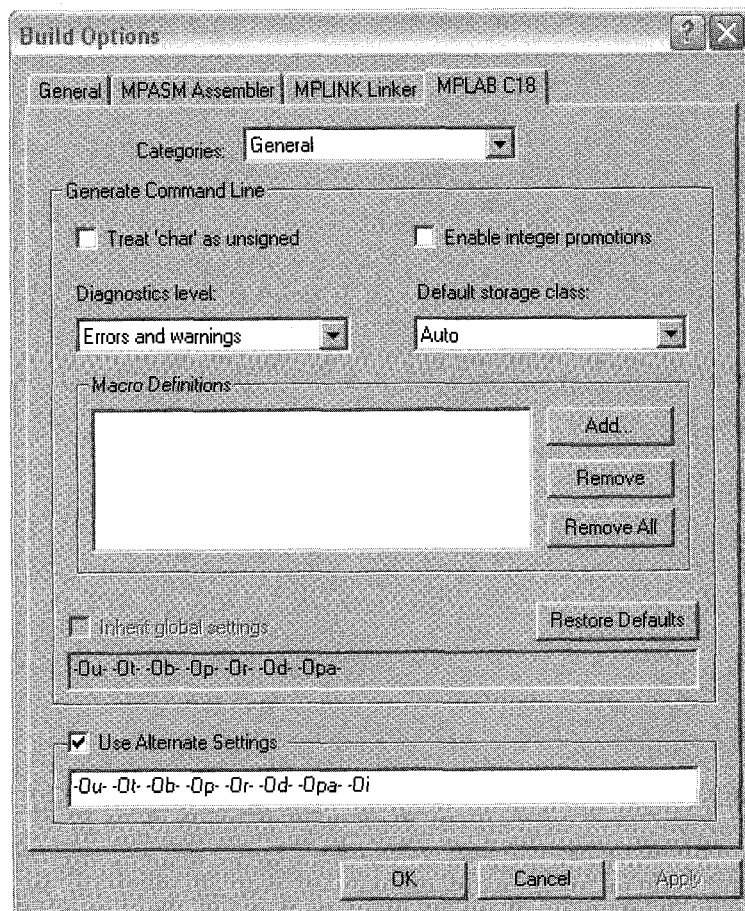 Build Options
General MPASM Assembler MPLINK Linker MPLAB C18
Categories: General
Generate Command Line
Treat 'char' as unsigned Enable integer promotions
Diagnostics level: Default storage class:
Errors and warnings Auto
Macro Definitions
Add...
Remove
Remove All
Inherit global settings Restore Defaults
-Ou- -Ot- -Ob- -Op- -Or- -Od- -Opa-
Use Alternate Settings
-Ou- -Ot- -Ob- -Op- -Or- -Od- -Opa- -Oi
OK Cancel Apply